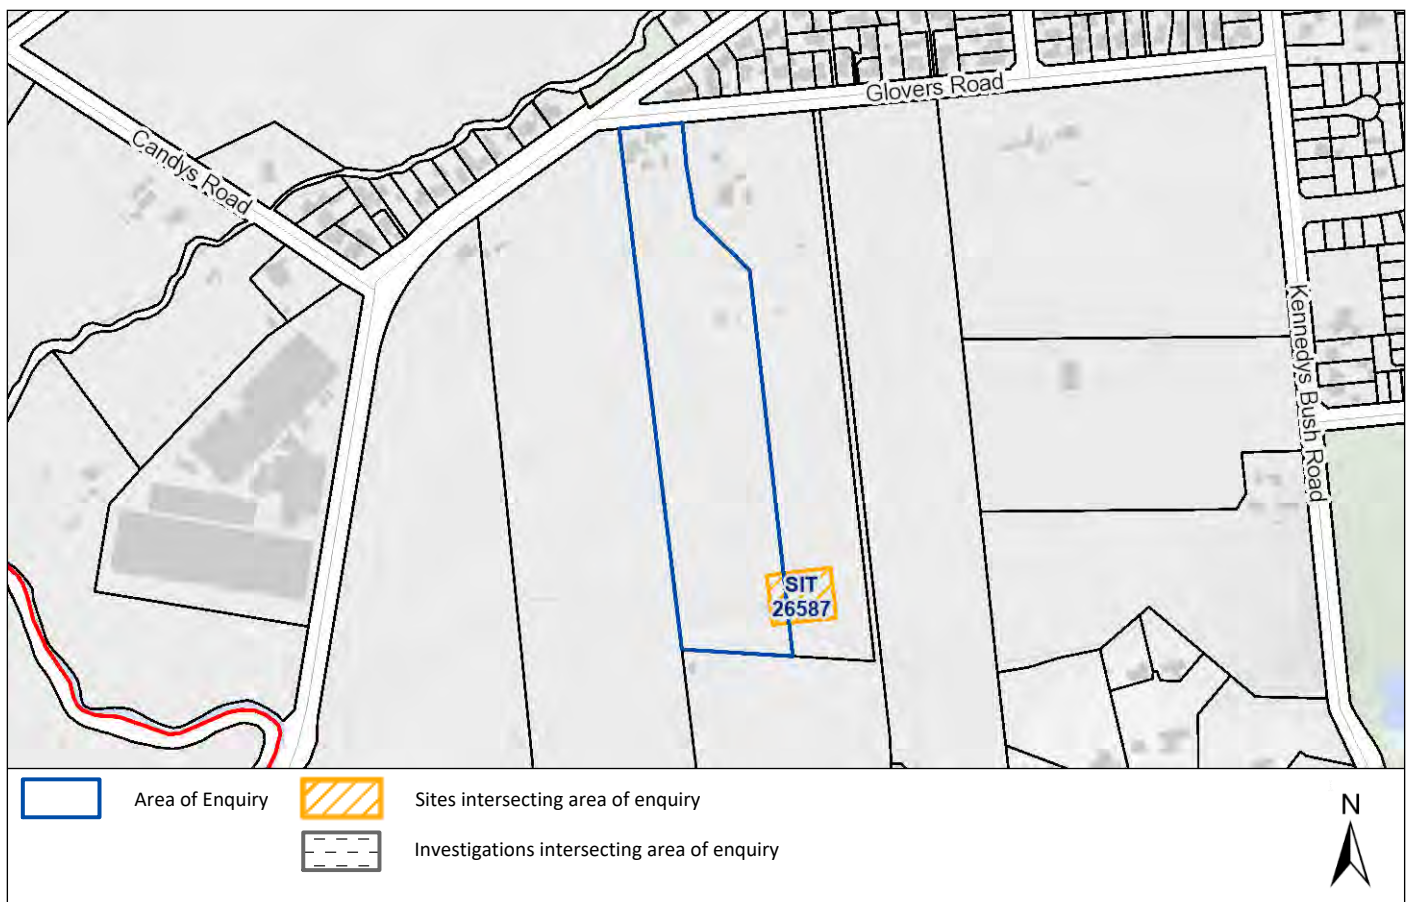 Glovers Road
Candys Road
Kennedys Bush Road
SIT
26587
Area of Enquiry
Sites intersecting area of enquiry
N
Investigations intersecting area of enquiry